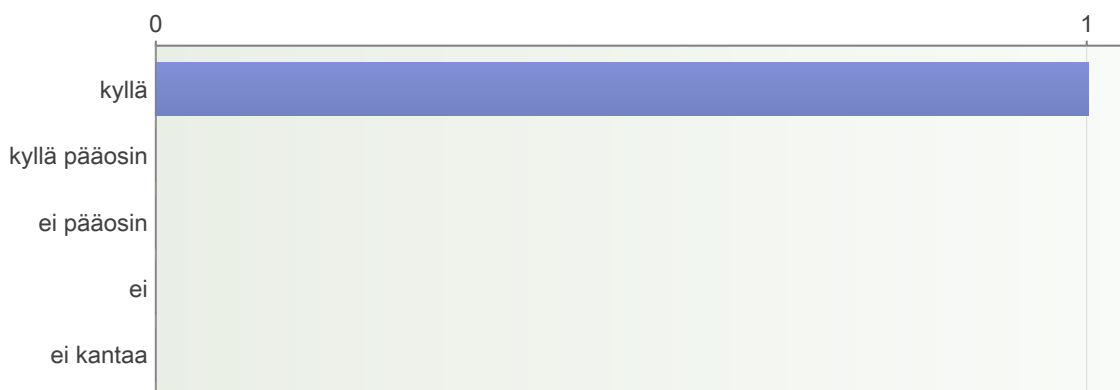 0 1
kyllä
kyllä pääosin
ei pääosin
ei
ei kantaa